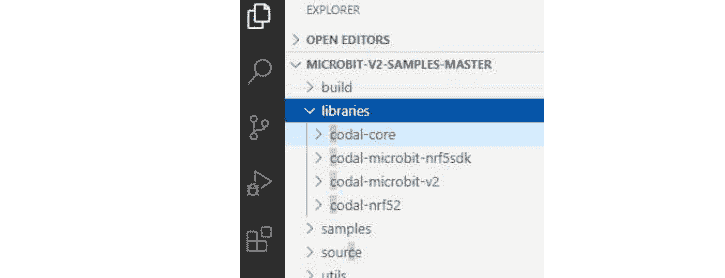 EXPLORER
OPEN EDITORS
MICROBIT-V2-SAMPLES-MASTER
build
libraries
codal-core
codal-microbit-nrf5sdk
codal-microbit-v2
codal-nrf52
samples
source
utils